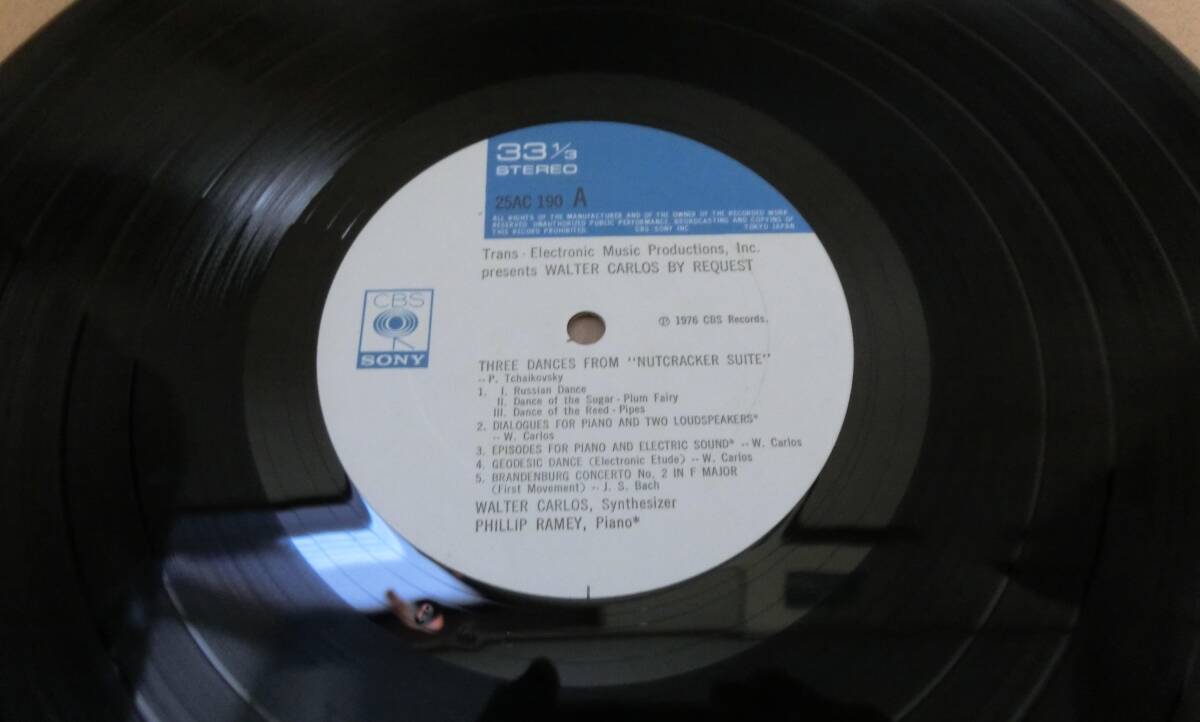 33 1/3
STEREO
25AC 190 A
ALL RIGHTS OF THE MANUFACTURER AND OF THE OWNER OF THE RECORDED WORK
RESERVED. UNAUTHORIZED PUBLIC PERFORMANCE, BROADCASTING AND COPYING OF
THIS RECORD PROHIBITED. CBS SONY INC TOKYO JAPAN
Trans-Electronic Music Productions, Inc.
presents WALTER CARLOS BY REQUEST
CBS
SONY
℗ 1976 CBS Records.
THREE DANCES FROM "NUTCRACKER SUITE"
-- P. Tchaikovsky
1. I. Russian Dance
II. Dance of the Sugar-Plum Fairy
III. Dance of the Reed-Pipes
2. DIALOGUES FOR PIANO AND TWO LOUDSPEAKERS*
-- W. Carlos
3. EPISODES FOR PIANO AND ELECTRIC SOUND* -- W. Carlos
4. GEODESIC DANCE (Electronic Etude) -- W. Carlos
5. BRANDENBURG CONCERTO No. 2 IN F MAJOR
(First Movement) -- J. S. Bach
WALTER CARLOS, Synthesizer
PHILLIP RAMEY, Piano*